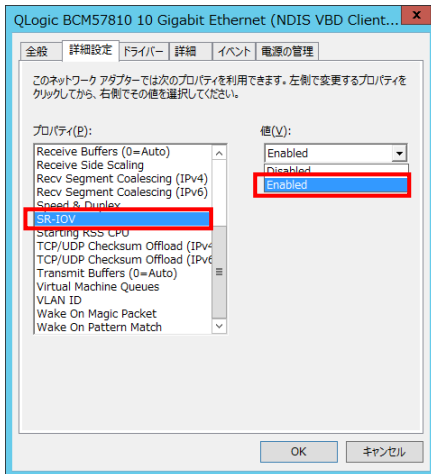 QLogic BCM57810 10 Gigabit Ethernet (NDIS VBD Client...
全般 詳細設定 ドライバー 詳細 イベント 電源の管理
このネットワーク アダプターでは次のプロパティを利用できます。左側で変更するプロパティを
クリックしてから、右側でその値を選択してください。
プロパティ(P): 値(V):
Receive Buffers (0=Auto) Enabled
Receive Side Scaling Disabled
Recv Segment Coalescing (IPv4) Enabled
Recv Segment Coalescing (IPv6)
Speed & Duplex
SR-IOV
Starting RSS CPU
TCP/UDP Checksum Offload (IPv4
TCP/UDP Checksum Offload (IPv6
Transmit Buffers (0=Auto)
Virtual Machine Queues
VLAN ID
Wake On Magic Packet
Wake On Pattern Match
OK キャンセル